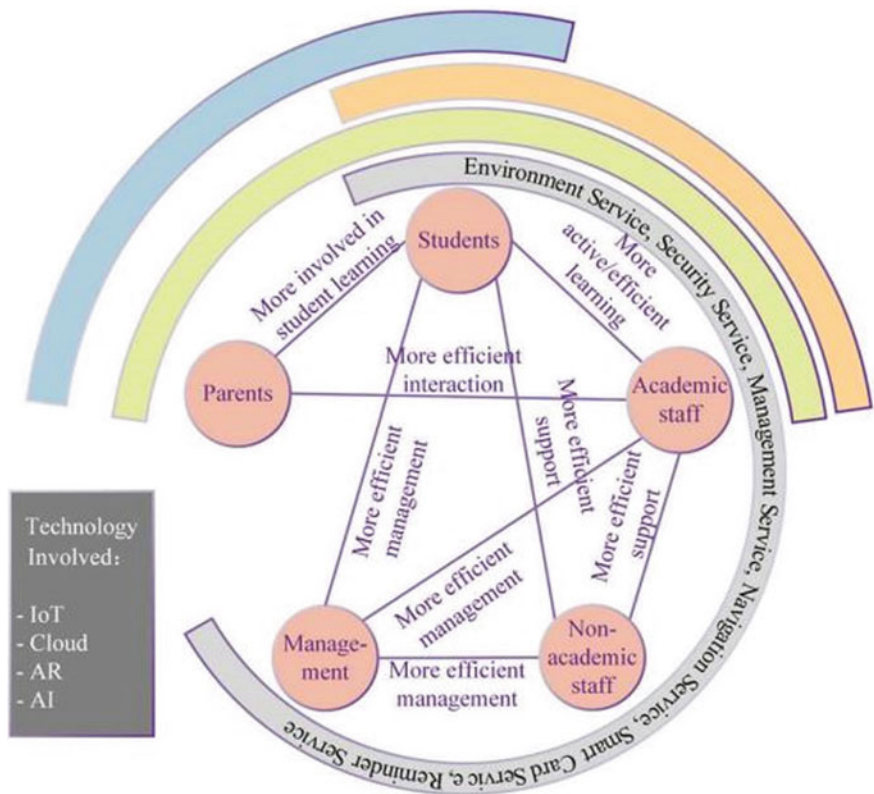 Environment Service, Security Service, Management Service, Navigation Service, Smart Card Service, Reminder Service
Students
More involved in
student learning
More
active/efficient
learning
Parents
More efficient
interaction
Academic
staff
More efficient
management
More efficient
support
More efficient
support
More efficient
management
Manage-
ment
More efficient
management
Non-
academic
staff
Technology
Involved:
- IoT
- Cloud
- AR
- AI